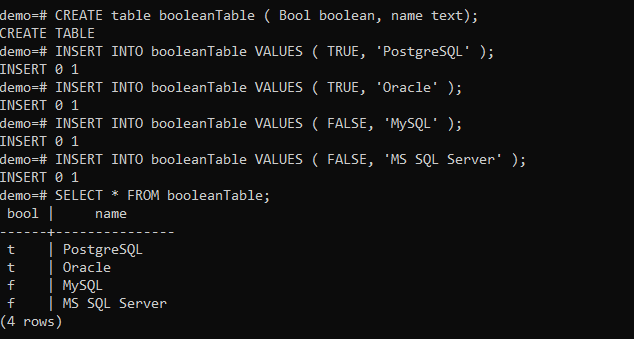 demo=# CREATE table booleanTable ( Bool boolean, name text);
CREATE TABLE
demo=# INSERT INTO booleanTable VALUES ( TRUE, 'PostgreSQL' );
INSERT 0 1
demo=# INSERT INTO booleanTable VALUES ( TRUE, 'Oracle' );
INSERT 0 1
demo=# INSERT INTO booleanTable VALUES ( FALSE, 'MySQL' );
INSERT 0 1
demo=# INSERT INTO booleanTable VALUES ( FALSE, 'MS SQL Server' );
INSERT 0 1
demo=# SELECT * FROM booleanTable;
 bool |     name
------+---------------
 t    | PostgreSQL
 t    | Oracle
 f    | MySQL
 f    | MS SQL Server
(4 rows)